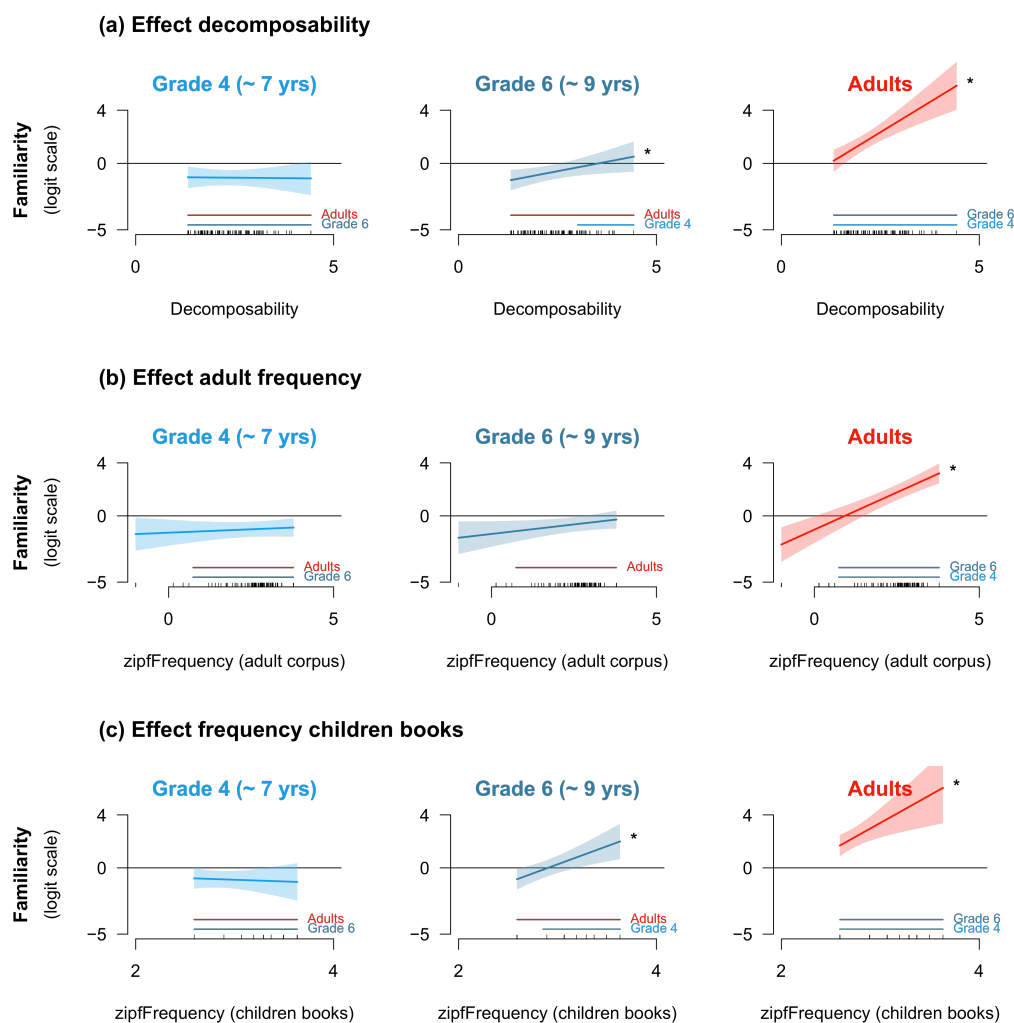 (a) Effect decomposability
Grade 4 (~ 7 yrs)
Grade 6 (~ 9 yrs)
Adults
Familiarity
(logit scale)
4
0
−5
Adults
Grade 6
0
5
Decomposability
4
0
−5
*
Adults
Grade 4
0
5
Decomposability
4
0
−5
*
Grade 6
Grade 4
0
5
Decomposability
(b) Effect adult frequency
Grade 4 (~ 7 yrs)
Grade 6 (~ 9 yrs)
Adults
Familiarity
(logit scale)
4
0
−5
Adults
Grade 6
0
5
zipfFrequency (adult corpus)
4
0
−5
Adults
0
5
zipfFrequency (adult corpus)
4
0
−5
*
Grade 6
Grade 4
0
5
zipfFrequency (adult corpus)
(c) Effect frequency children books
Grade 4 (~ 7 yrs)
Grade 6 (~ 9 yrs)
Adults
Familiarity
(logit scale)
4
0
−5
Adults
Grade 6
2
4
zipfFrequency (children books)
4
0
−5
*
Adults
Grade 4
2
4
zipfFrequency (children books)
4
0
−5
*
Grade 6
Grade 4
2
4
zipfFrequency (children books)